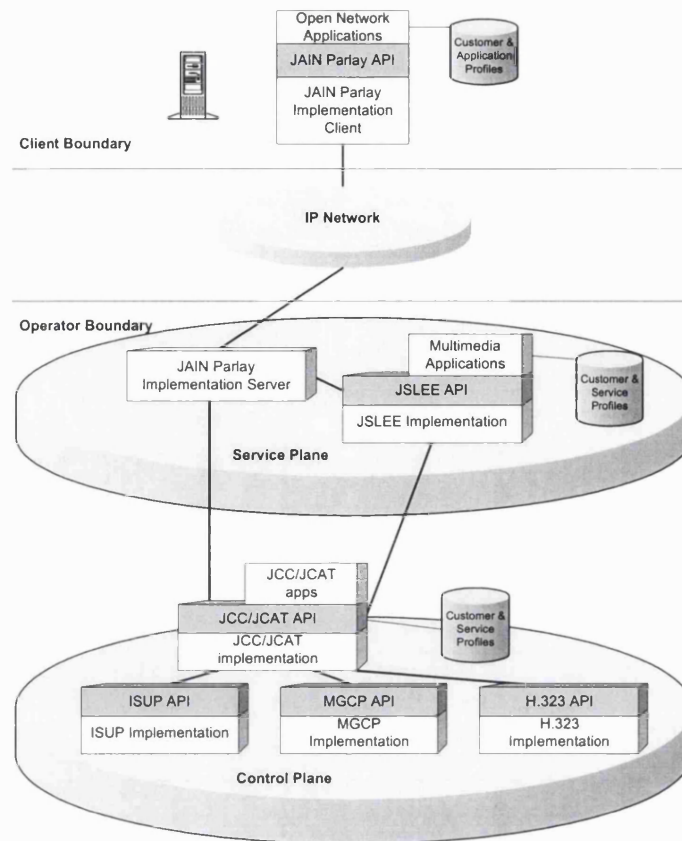 Open Network
Applications
JAIN Parlay API
JAIN Parlay
Implementation
Client
Customer &
Application
Profiles
Client Boundary
IP Network
Operator Boundary
JAIN Parlay
Implementation Server
Multimedia
Applications
JSLEE API
JSLEE Implementation
Customer &
Service
Profiles
Service Plane
JCC/JCAT
apps
JCC/JCAT API
JCC/JCAT
implementation
Customer &
Service
Profiles
ISUP API
ISUP Implementation
MGCP API
MGCP
Implementation
H.323 API
H.323
Implementation
Control Plane